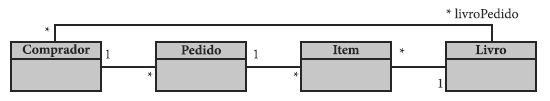 * livroPedido
*
Comprador 1 Pedido 1 Item * Livro
* * 1